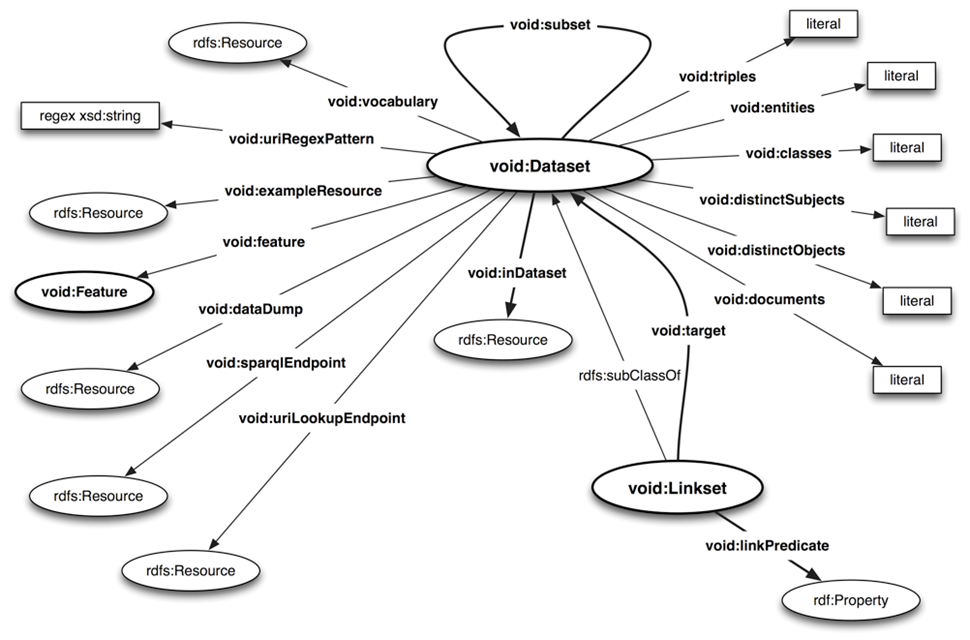 void:subset
literal
rdfs:Resource
void:triples
literal
void:vocabulary
void:entities
regex xsd:string
void:uriRegexPattern
void:classes
literal
void:Dataset
void:exampleResource
void:distinctSubjects
rdfs:Resource
literal
void:feature
void:distinctObjects
void:inDataset
void:Feature
void:documents
literal
void:dataDump
void:target
rdfs:Resource
void:sparqlEndpoint
rdfs:subClassOf
literal
rdfs:Resource
void:uriLookupEndpoint
void:Linkset
rdfs:Resource
void:linkPredicate
rdfs:Resource
rdf:Property